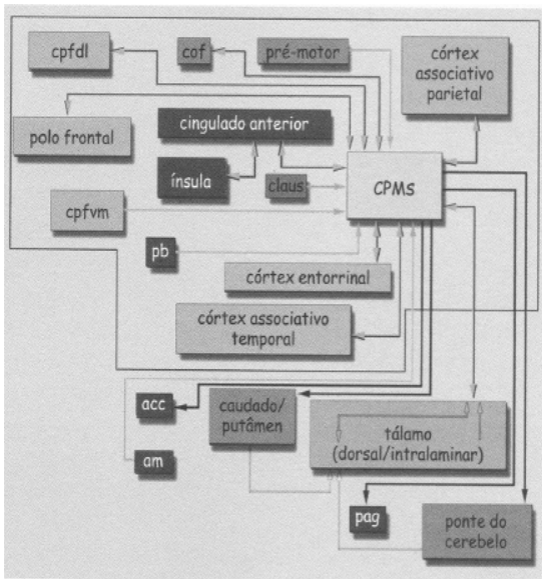 cpfdl
cof
pré-motor
córtex
associativo
parietal
polo frontal
cingulado anterior
ínsula
claus
CPMs
cpfvm
pb
córtex entorrinal
córtex associativo
temporal
acc
caudado/
putâmen
tálamo
(dorsal/intralaminar)
am
pag
ponte do
cerebelo